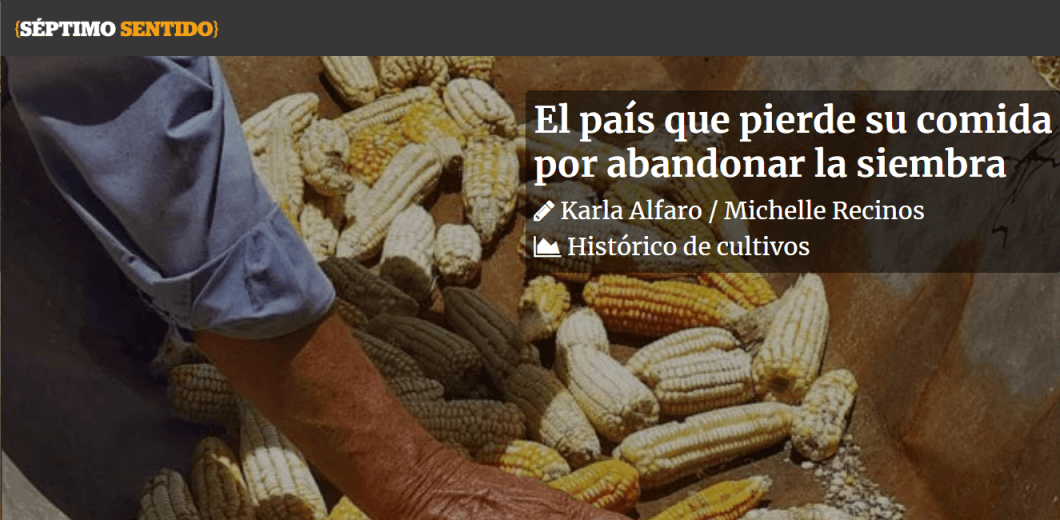 {SÉPTIMO SENTIDO}
El país que pierde su comida
por abandonar la siembra
Karla Alfaro / Michelle Recinos
Histórico de cultivos